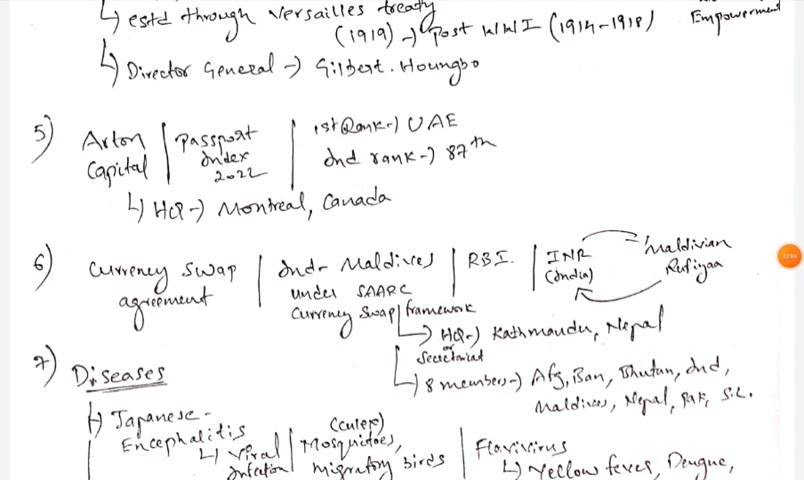 ↳ estd through Versailles treaty
(1919) → Post WWI (1914-1918)
Empowerment
↳ Director General → Gilbert. Houngbo
5) Arton Capital | Passport Index 2022 | 1st Rank → UAE
Ind rank → 87th
↳ HQ → Montreal, Canada
6) Currency Swap agreement | Ind - Maldives under SAARC Currency Swap framework | RBI. | INR (India) Maldivian Rufiyaa
↳ HQ → Kathmandu, Nepal
or Secretariat
↳ 8 members → Afg, Ban, Bhutan, Ind,
Maldives, Nepal, Pak, S.L.
7) Diseases
↳ Japanese - Encephalitis
↳ Viral infection | (Culex) Mosquitoes, migratory birds | Flavivirus
↳ Yellow fever, Dengue,